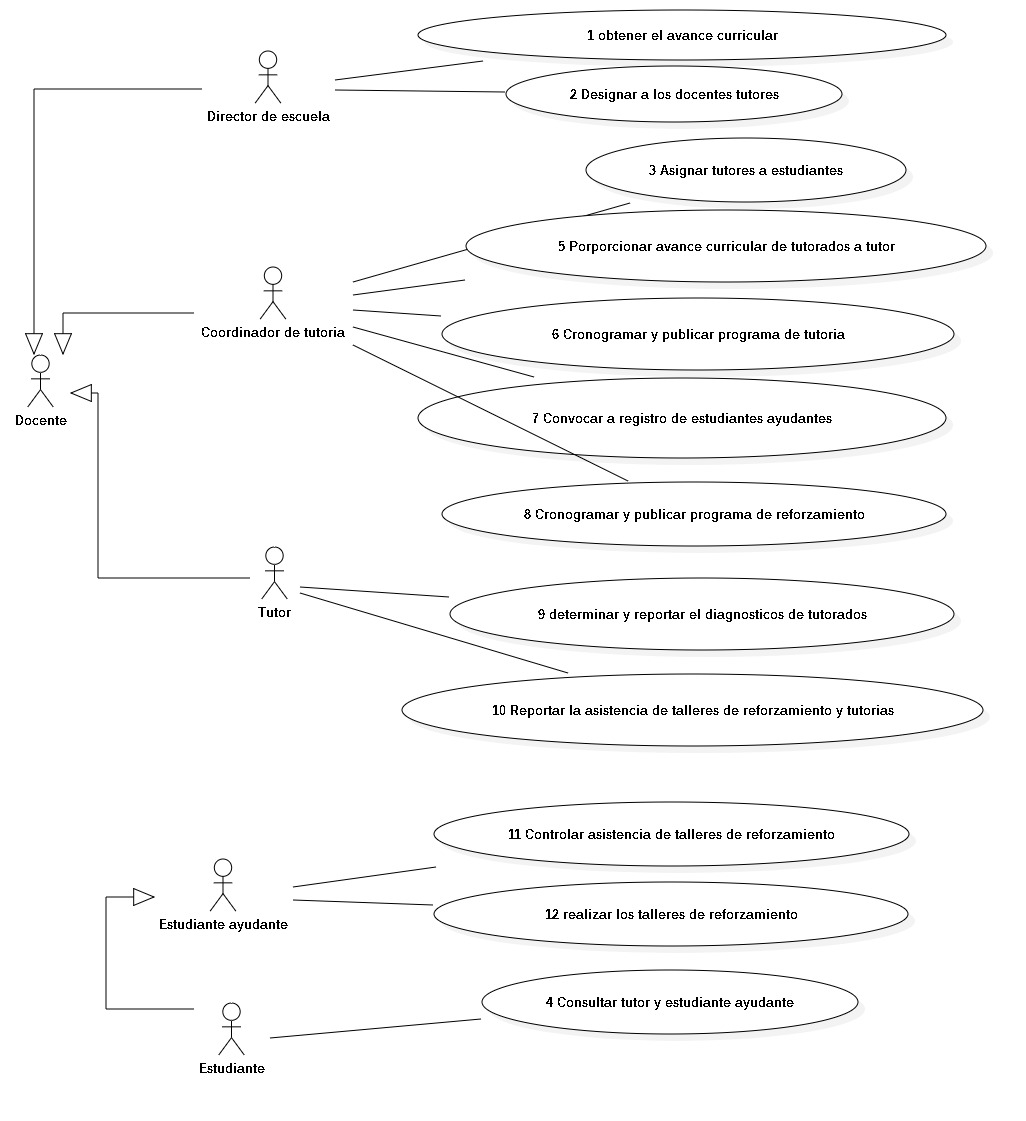 1 obtener el avance curricular
2 Designar a los docentes tutores
Director de escuela
3 Asignar tutores a estudiantes
5 Porporcionar avance curricular de tutorados a tutor
Coordinador de tutoria
6 Cronogramar y publicar programa de tutoria
Docente
7 Convocar a registro de estudiantes ayudantes
8 Cronogramar y publicar programa de reforzamiento
Tutor
9 determinar y reportar el diagnosticos de tutorados
10 Reportar la asistencia de talleres de reforzamiento y tutorias
11 Controlar asistencia de talleres de reforzamiento
Estudiante ayudante
12 realizar los talleres de reforzamiento
4 Consultar tutor y estudiante ayudante
Estudiante